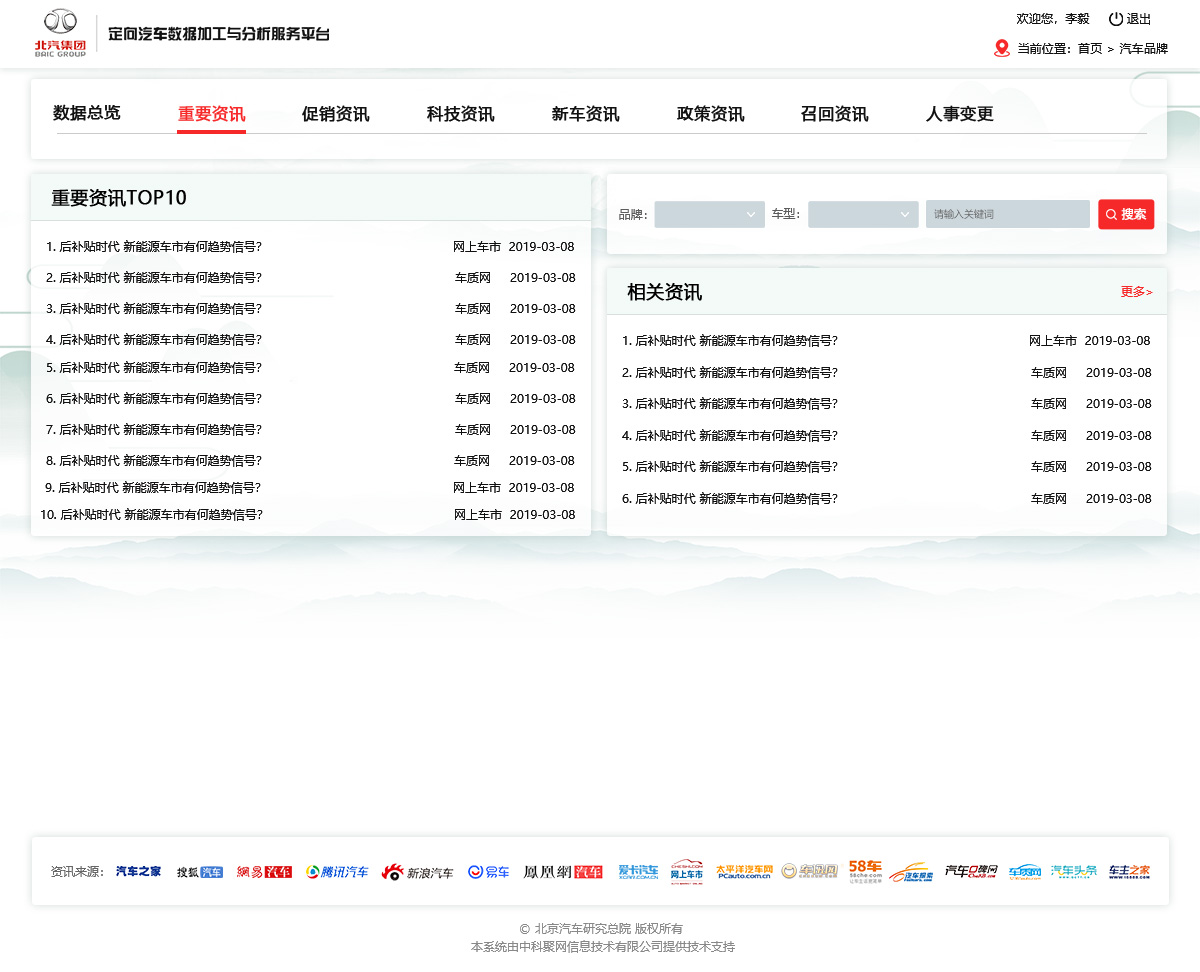 北汽集团
BAIC GROUP
定向汽车数据加工与分析服务平台
欢迎您，李毅 退出
当前位置：首页 > 汽车品牌
数据总览 重要资讯 促销资讯 科技资讯 新车资讯 政策资讯 召回资讯 人事变更
重要资讯TOP10
1. 后补贴时代 新能源车市有何趋势信号? 网上车市 2019-03-08
2. 后补贴时代 新能源车市有何趋势信号? 车质网 2019-03-08
3. 后补贴时代 新能源车市有何趋势信号? 车质网 2019-03-08
4. 后补贴时代 新能源车市有何趋势信号? 车质网 2019-03-08
5. 后补贴时代 新能源车市有何趋势信号? 车质网 2019-03-08
6. 后补贴时代 新能源车市有何趋势信号? 车质网 2019-03-08
7. 后补贴时代 新能源车市有何趋势信号? 车质网 2019-03-08
8. 后补贴时代 新能源车市有何趋势信号? 车质网 2019-03-08
9. 后补贴时代 新能源车市有何趋势信号? 网上车市 2019-03-08
10. 后补贴时代 新能源车市有何趋势信号? 网上车市 2019-03-08
品牌： 车型： 请输入关键词 搜索
相关资讯 更多>
1. 后补贴时代 新能源车市有何趋势信号? 网上车市 2019-03-08
2. 后补贴时代 新能源车市有何趋势信号? 车质网 2019-03-08
3. 后补贴时代 新能源车市有何趋势信号? 车质网 2019-03-08
4. 后补贴时代 新能源车市有何趋势信号? 车质网 2019-03-08
5. 后补贴时代 新能源车市有何趋势信号? 车质网 2019-03-08
6. 后补贴时代 新能源车市有何趋势信号? 车质网 2019-03-08
资讯来源： 汽车之家 搜狐汽车 網易汽车 腾讯汽车 新浪汽车 易车 鳳凰網汽车 爱卡汽车 网上车市 太平洋汽车网 PCauto.com.cn 车质网 58车 58che.com 汽车探索 汽车口碑网 汽车头条 车主之家
© 北京汽车研究总院 版权所有
本系统由中科聚网信息技术有限公司提供技术支持